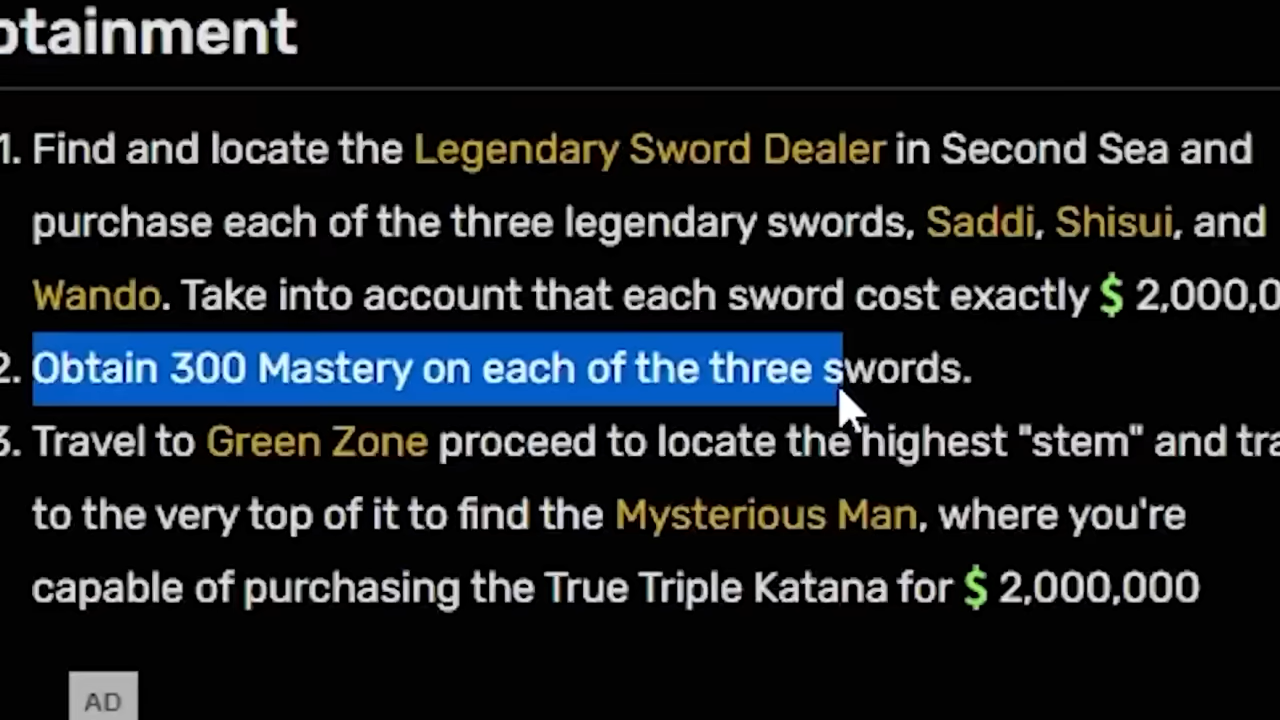 otainment
1. Find and locate the Legendary Sword Dealer in Second Sea and
purchase each of the three legendary swords, Saddi, Shisui, and
Wando. Take into account that each sword cost exactly $ 2,000,0
2. Obtain 300 Mastery on each of the three swords.
3. Travel to Green Zone proceed to locate the highest "stem" and tra
to the very top of it to find the Mysterious Man, where you're
capable of purchasing the True Triple Katana for $ 2,000,000
AD